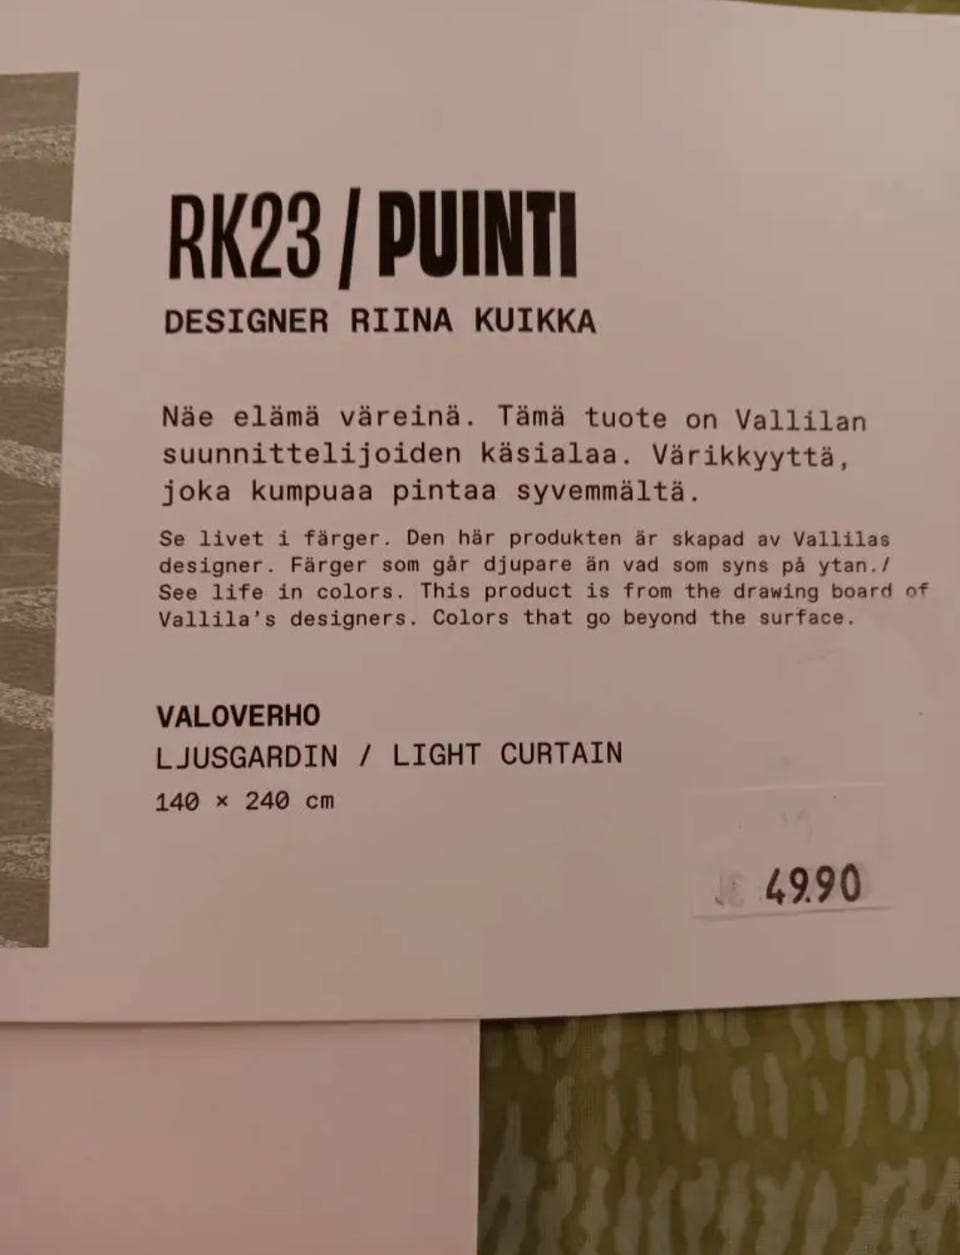 RK23 / PUINTI
DESIGNER RIINA KUIKKA
Näe elämä väreinä. Tämä tuote on Vallilan
suunnittelijoiden käsialaa. Värikkyyttä,
joka kumpuaa pintaa syvemmältä.
Se livet i färger. Den här produkten är skapad av Vallilas
designer. Färger som går djupare än vad som syns på ytan./
See life in colors. This product is from the drawing board of
Vallila's designers. Colors that go beyond the surface.
VALOVERHO
LJUSGARDIN / LIGHT CURTAIN
140 × 240 cm
49.90